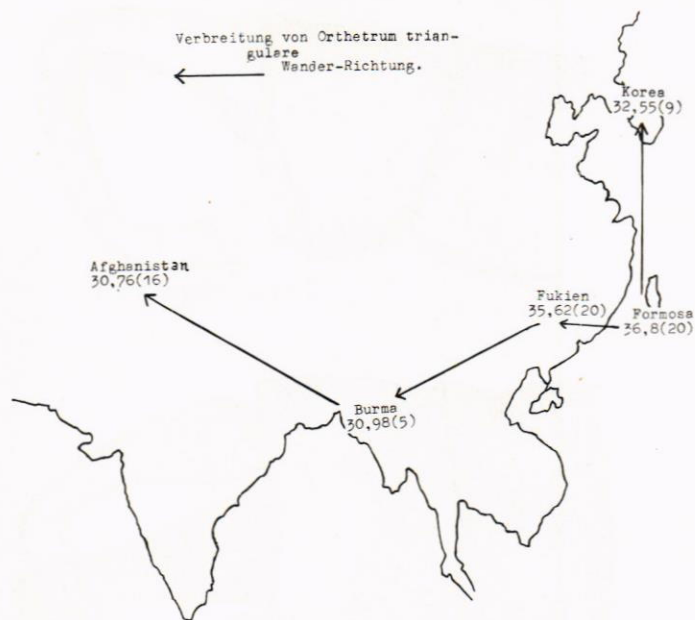 Verbreitung von Orthetrum trian-
gulare
Wander-Richtung.
Korea
32,55(9)
Afghanistan
30,76(16)
Fukien
35,62(20)
Formosa
36,8(20)
Burma
30,98(5)